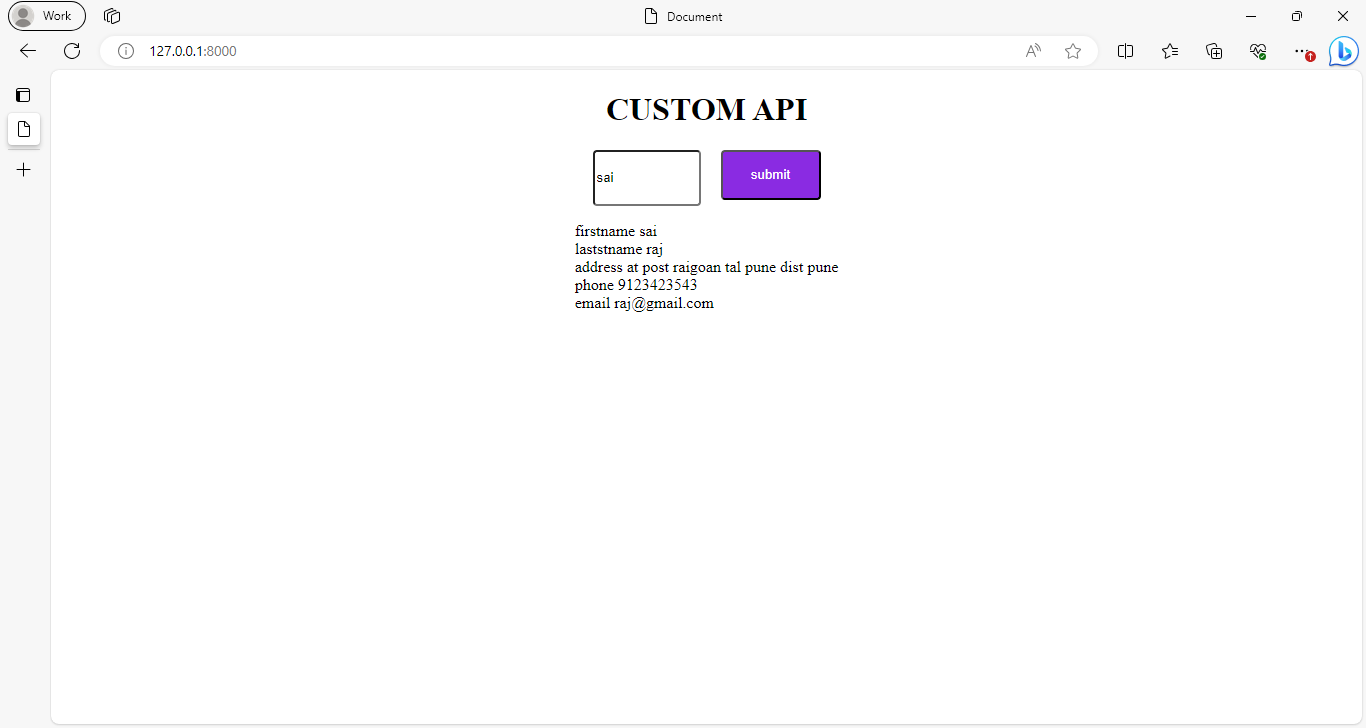 Work
Document
127.0.0.1:8000
CUSTOM API
sai
submit
firstname sai
laststname raj
address at post raigoan tal pune dist pune
phone 9123423543
email raj@gmail.com